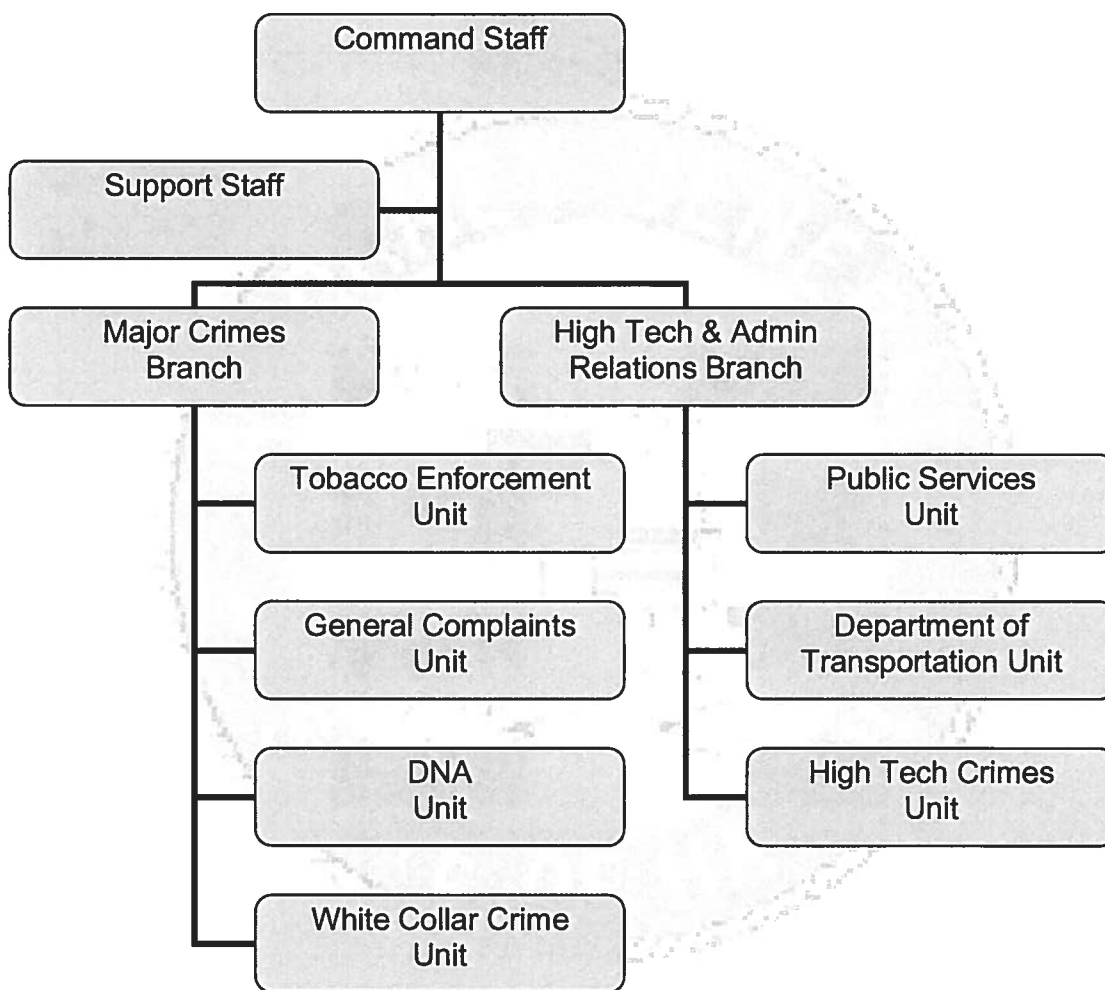 Command Staff
Support Staff
Major Crimes
Branch
High Tech & Admin
Relations Branch
Tobacco Enforcement
Unit
General Complaints
Unit
DNA
Unit
White Collar Crime
Unit
Public Services
Unit
Department of
Transportation Unit
High Tech Crimes
Unit